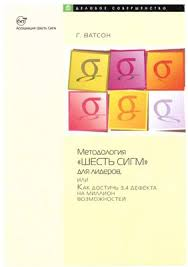 ДЕЛОВОЕ СОВЕРШЕНСТВО
АССОЦИАЦИЯ ШЕСТЬ СИГМ
Г. ВАТСОН
σ σ σ
σ σ σ
МЕТОДОЛОГИЯ
«ШЕСТЬ СИГМ»
ДЛЯ ЛИДЕРОВ,
ИЛИ
КАК ДОСТИЧЬ 3,4 ДЕФЕКТА
НА МИЛЛИОН
ВОЗМОЖНОСТЕЙ